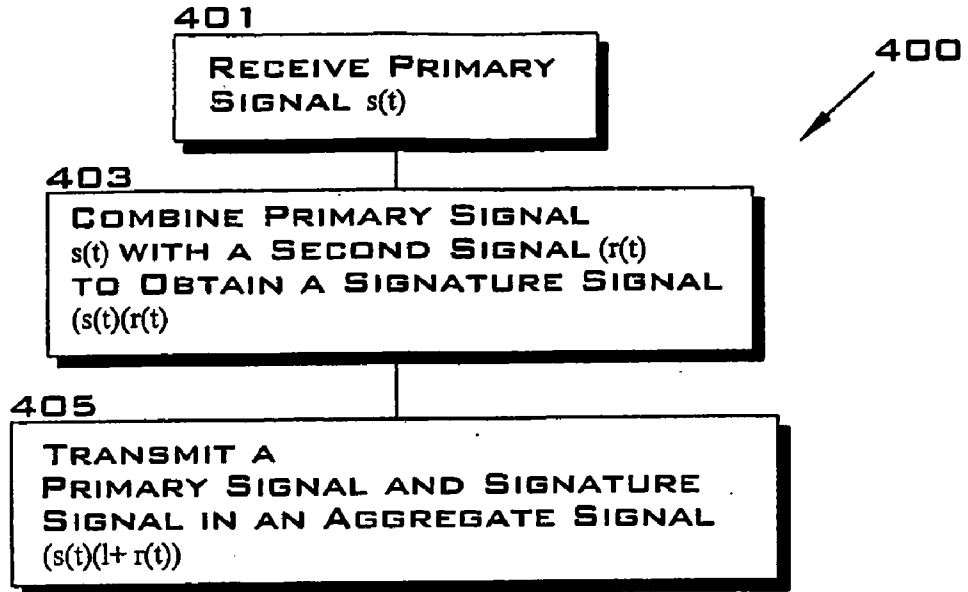 401
400
RECEIVE PRIMARY
SIGNAL s(t)
403
COMBINE PRIMARY SIGNAL
s(t) WITH A SECOND SIGNAL (r(t)
TO OBTAIN A SIGNATURE SIGNAL
(s(t)(r(t)
405
TRANSMIT A
PRIMARY SIGNAL AND SIGNATURE
SIGNAL IN AN AGGREGATE SIGNAL
(s(t)(l+ r(t))